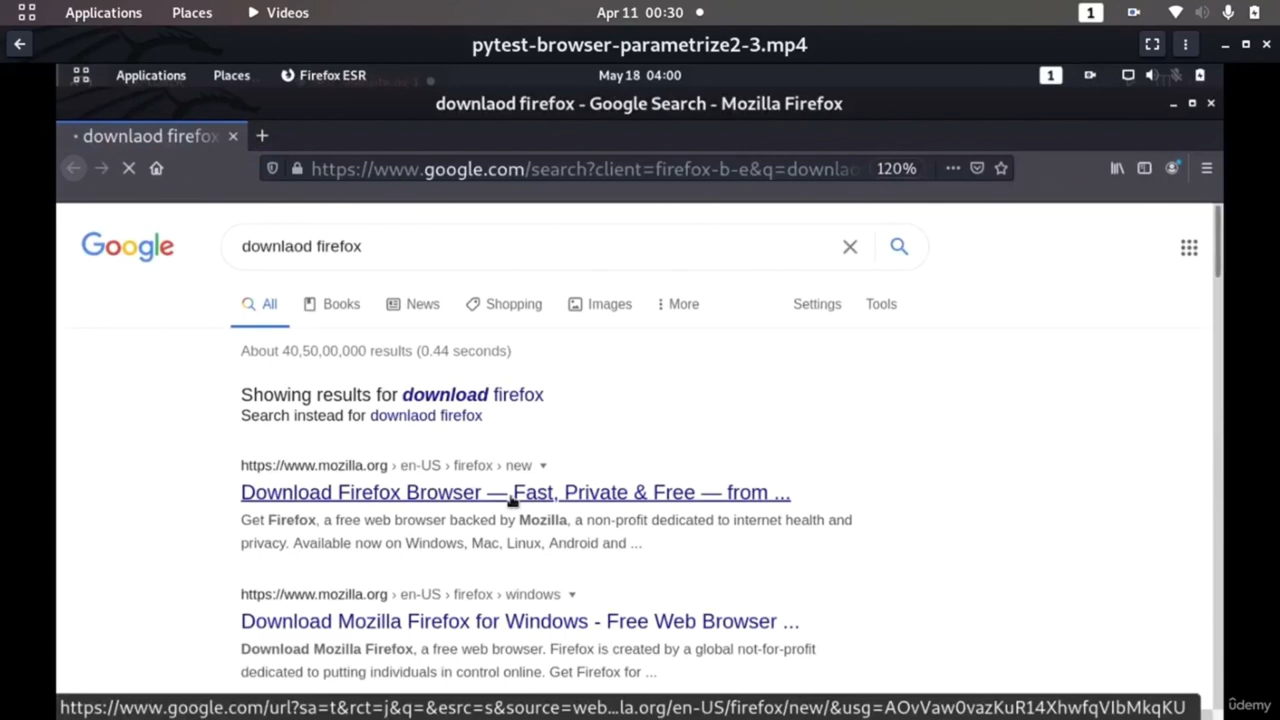 Applications Places Videos Apr 11 00:30 1
pytest-browser-parametrize2-3.mp4
Applications Places Firefox ESR May 18 04:00 1
downlaod firefox - Google Search - Mozilla Firefox
downlaod firefox
https://www.google.com/search?client=firefox-b-e&q=downlao 120%
Google downlaod firefox
All Books News Shopping Images More Settings Tools
About 40,50,00,000 results (0.44 seconds)
Showing results for download firefox
Search instead for downlaod firefox
https://www.mozilla.org › en-US › firefox › new
Download Firefox Browser — Fast, Private & Free — from ...
Get Firefox, a free web browser backed by Mozilla, a non-profit dedicated to internet health and
privacy. Available now on Windows, Mac, Linux, Android and ...
https://www.mozilla.org › en-US › firefox › windows
Download Mozilla Firefox for Windows - Free Web Browser ...
Download Mozilla Firefox, a free web browser. Firefox is created by a global not-for-profit
dedicated to putting individuals in control online. Get Firefox for ...
https://www.google.com/url?sa=t&rct=j&q=&esrc=s&source=web...la.org/en-US/firefox/new/&usg=AOvVaw0vazKuR14XhwfqVIbMkqKU
ûdemy